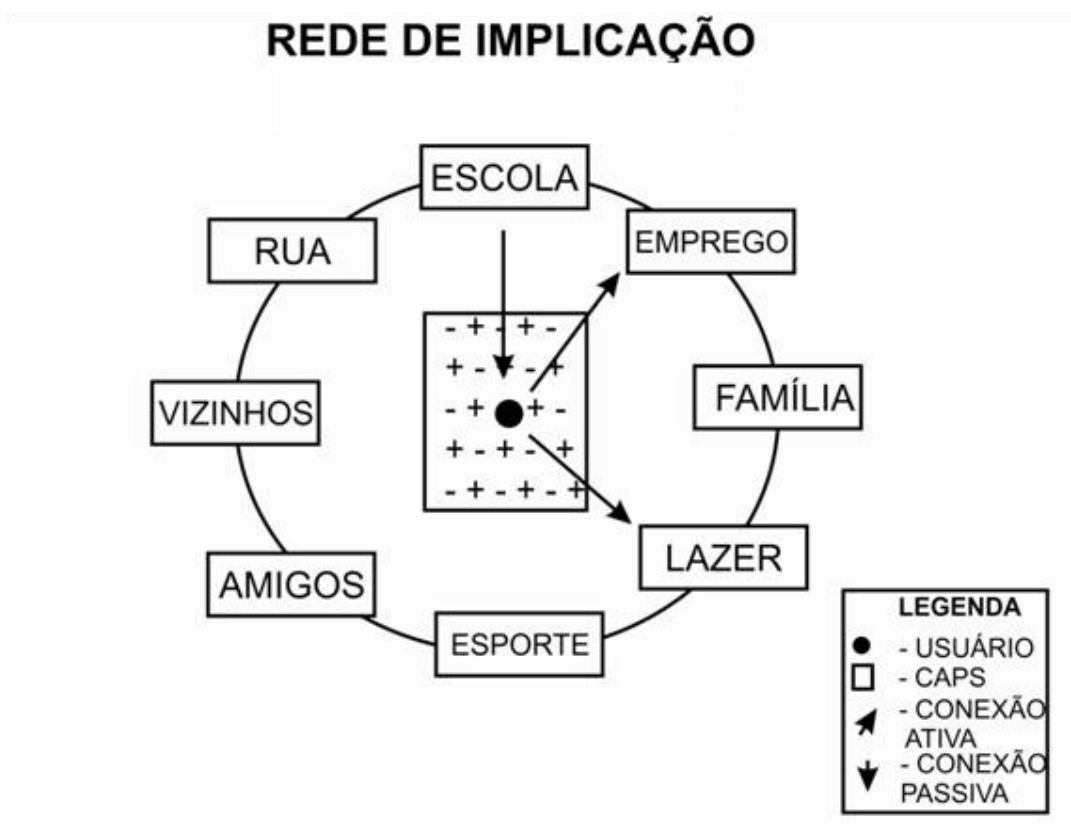 REDE DE IMPLICAÇÃO
ESCOLA
EMPREGO
RUA
- + - + -
+ - + - +
- + + -
VIZINHOS
FAMÍLIA
+ - + - +
- + - + - +
AMIGOS
LAZER
ESPORTE
LEGENDA
- USUÁRIO
- CAPS
- CONEXÃO
ATIVA
- CONEXÃO
PASSIVA